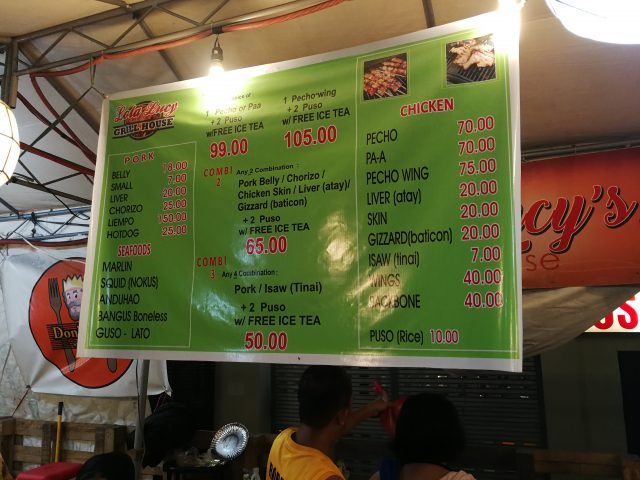 Lola Lucy
GRILL HOUSE
PORK
BELLY 18.00
SMALL 7.00
LIVER 20.00
CHORIZO 25.00
LIEMPO 150.00
HOTDOG 25.00
SEAFOODS
MARLIN
SQUID (NOKUS)
ANDUHAO
BANGUS Boneless
GUSO - LATO
of
1 Pecho or Paa
+ 2 Puso
w/FREE ICE TEA
99.00
1 Pecho-wing
+ 2 Puso
w/FREE ICE TEA
105.00
COMBI 2 Any 2 Combination :
Pork Belly / Chorizo /
Chicken Skin / Liver (atay)/
Gizzard (baticon)
+ 2 Puso
w/ FREE ICE TEA
65.00
COMBI 3 Any 4 Combination :
Pork / Isaw (Tinai)
+ 2 Puso
w/ FREE ICE TEA
50.00
CHICKEN
PECHO 70.00
PA-A 70.00
PECHO WING 75.00
LIVER (atay) 20.00
SKIN 20.00
GIZZARD(baticon) 20.00
ISAW (tinai) 7.00
WINGS 40.00
BACKBONE 40.00
PUSO (Rice) 10.00
cy's
se
SS
Don